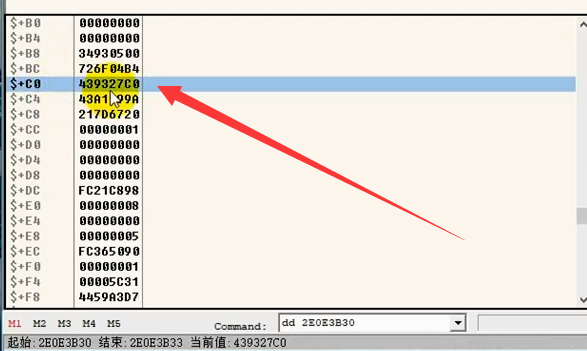 $+B0 00000000
$+B4 00000000
$+B8 34930500
$+BC 726F04B4
$+C0 439327C0
$+C4 43A1 99A
$+C8 217D6720
$+CC 00000001
$+D0 00000000
$+D4 00000000
$+D8 00000000
$+DC FC21C898
$+E0 00000008
$+E4 00000000
$+E8 00000005
$+EC FC365090
$+F0 00000001
$+F4 00005C31
$+F8 4459A3D7
M1 M2 M3 M4 M5 Command: dd 2E0E3B30
起始:2E0E3B30 结束:2E0E3B33 当前值:439327C0